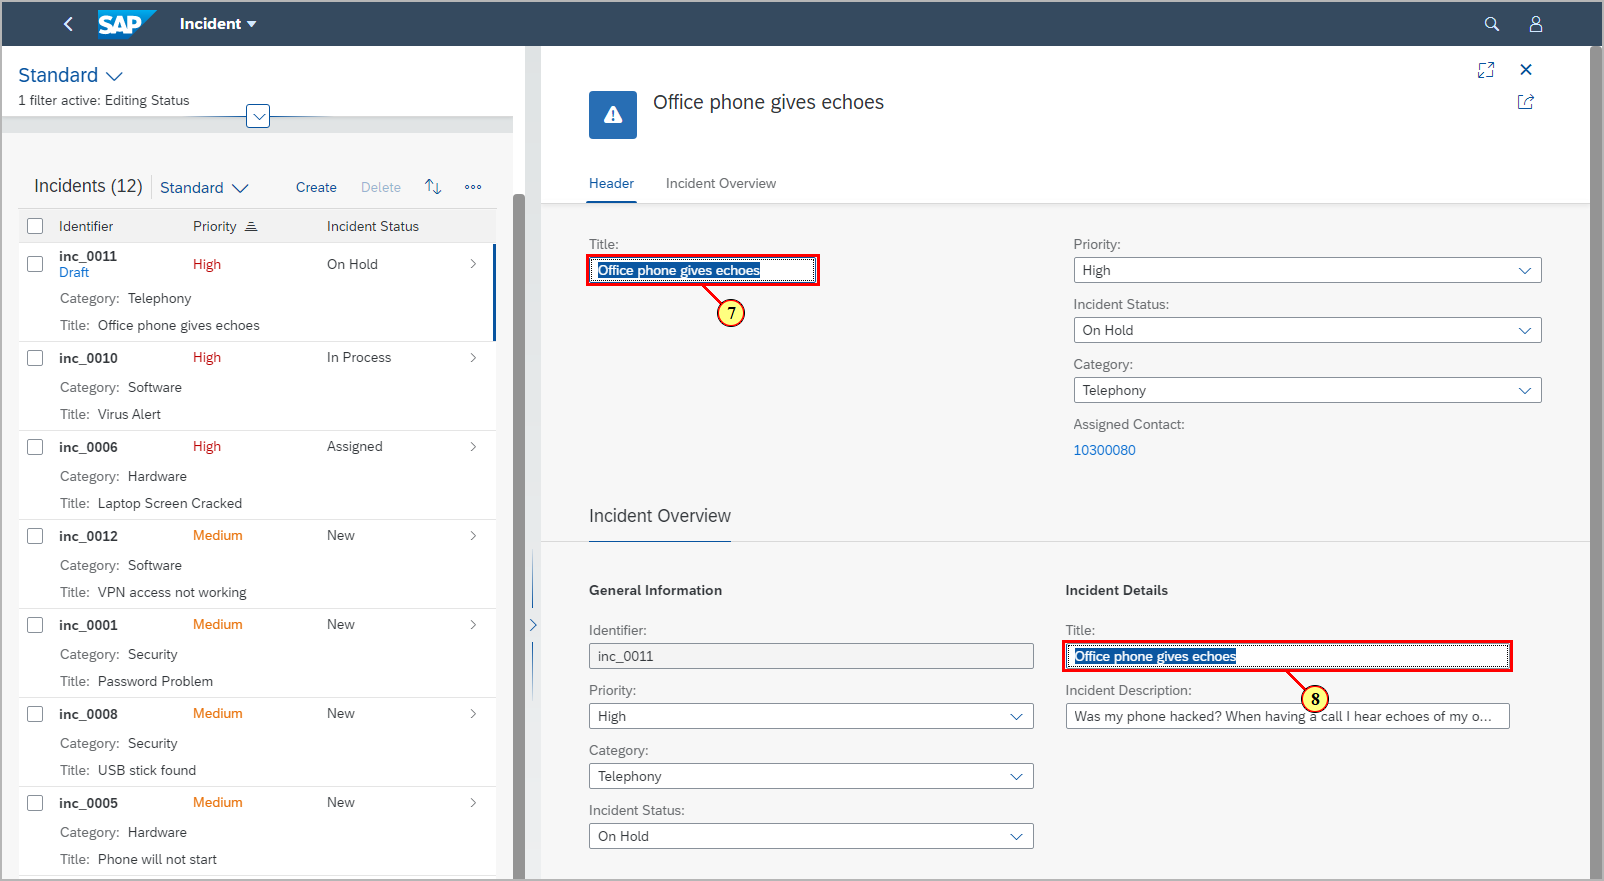 SAP Incident
Standard
1 filter active: Editing Status
Incidents (12) Standard Create Delete
Identifier Priority Incident Status
inc_0011 High On Hold
Draft
Category: Telephony
Title: Office phone gives echoes
inc_0010 High In Process
Category: Software
Title: Virus Alert
inc_0006 High Assigned
Category: Hardware
Title: Laptop Screen Cracked
inc_0012 Medium New
Category: Software
Title: VPN access not working
inc_0001 Medium New
Category: Security
Title: Password Problem
inc_0008 Medium New
Category: Security
Title: USB stick found
inc_0005 Medium New
Category: Hardware
Title: Phone will not start
Office phone gives echoes
Header Incident Overview
Title:
Office phone gives echoes
7
Priority:
High
Incident Status:
On Hold
Category:
Telephony
Assigned Contact:
10300080
Incident Overview
General Information
Identifier:
inc_0011
Priority:
High
Category:
Telephony
Incident Status:
On Hold
Incident Details
Title:
Office phone gives echoes
8
Incident Description:
Was my phone hacked? When having a call I hear echoes of my o...